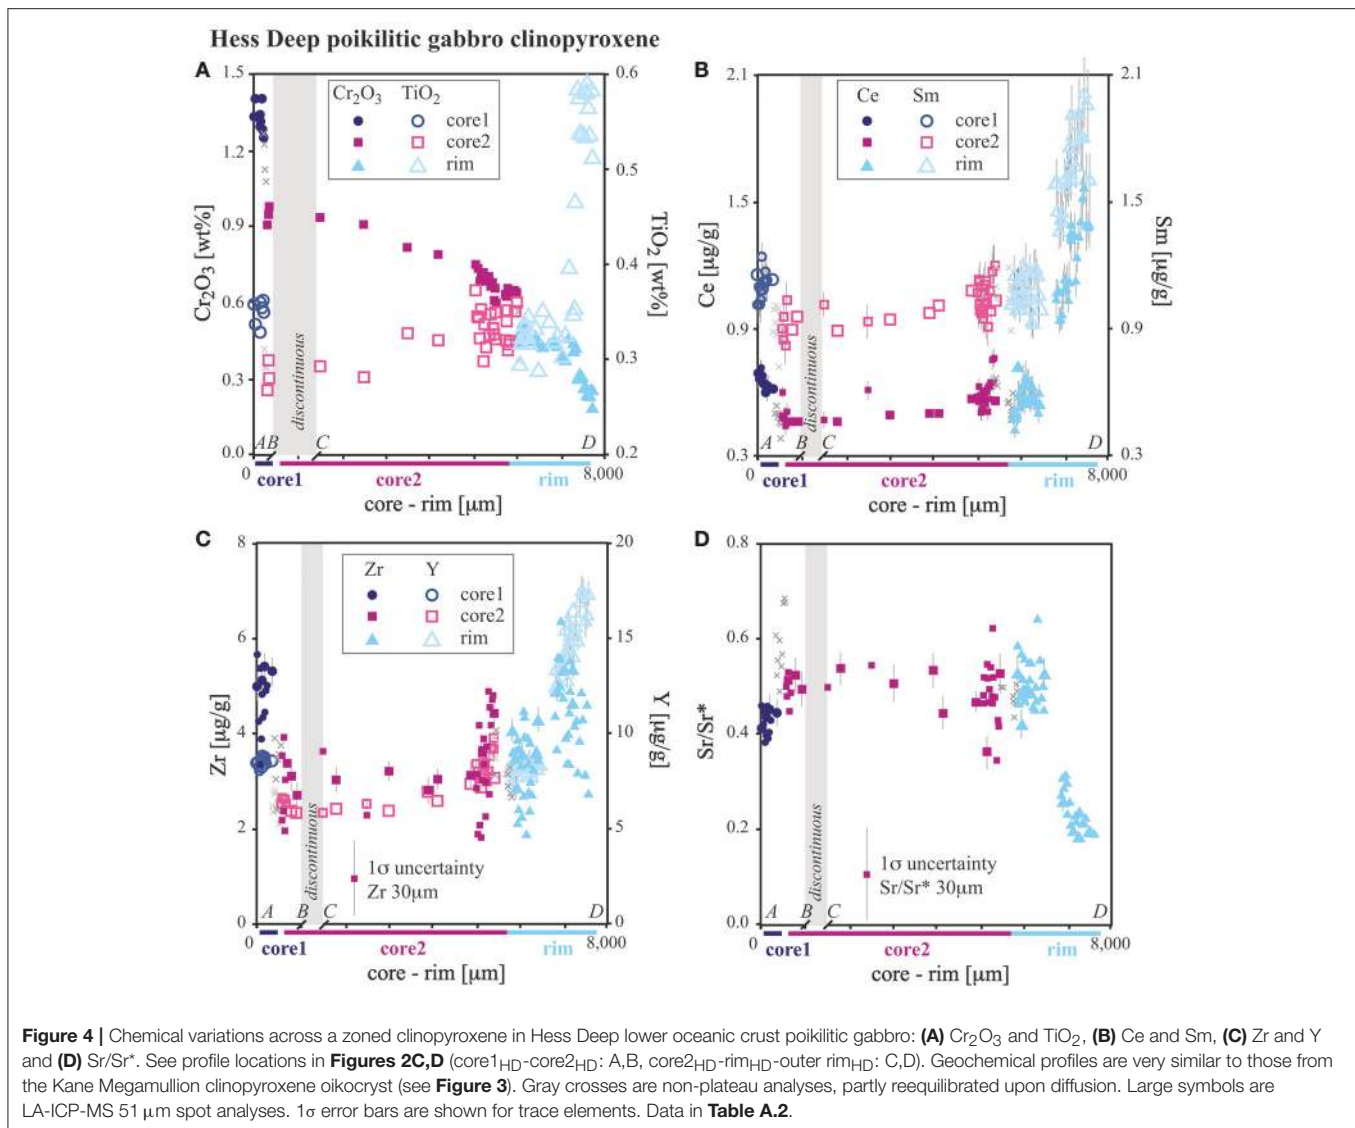 Hess Deep poikilitic gabbro clinopyroxene
A
1.5
1.2
0.9
0.6
0.3
0.0
Cr₂O₃ [wt%]
Cr₂O₃ TiO₂
core1
core2
rim
0.6
0.5
0.4
0.3
0.2
TiO₂ [wt%]
discontinuous
A B C D
0 8,000
core1 core2 rim
core - rim [μm]
B
2.1
1.5
0.9
0.3
Ce [μg/g]
Ce Sm
core1
core2
rim
2.1
1.5
0.9
0.3
Sm [μg/g]
discontinuous
A B C D
0 8,000
core1 core2 rim
core - rim [μm]
C
8
6
4
2
0
Zr [μg/g]
Zr Y
core1
core2
rim
20
15
10
5
0
Y [μg/g]
discontinuous
1σ uncertainty
Zr 30μm
A B C D
0 8,000
core1 core2 rim
core - rim [μm]
D
0.8
0.6
0.4
0.2
0.0
Sr/Sr*
discontinuous
1σ uncertainty
Sr/Sr* 30μm
A B C D
0 8,000
core1 core2 rim
core - rim [μm]
Figure 4 | Chemical variations across a zoned clinopyroxene in Hess Deep lower oceanic crust poikilitic gabbro: (A) Cr₂O₃ and TiO₂, (B) Ce and Sm, (C) Zr and Y
and (D) Sr/Sr*. See profile locations in Figures 2C,D (core1HD-core2HD: A,B, core2HD-rimHD-outer rimHD: C,D). Geochemical profiles are very similar to those from
the Kane Megamullion clinopyroxene oikocryst (see Figure 3). Gray crosses are non-plateau analyses, partly reequilibrated upon diffusion. Large symbols are
LA-ICP-MS 51 μm spot analyses. 1σ error bars are shown for trace elements. Data in Table A.2.